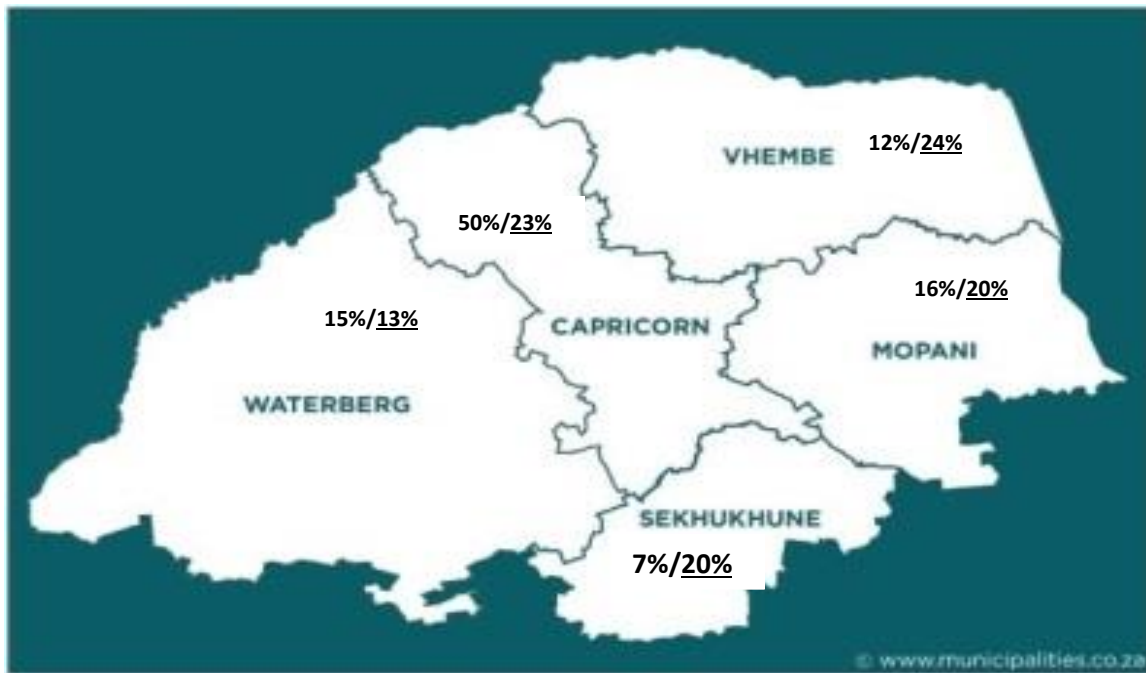 VHEMBE 12%/24%
50%/23%
16%/20%
15%/13%
CAPRICORN
MOPANI
WATERBERG
SEKHUKHUNE
7%/20%
© www.municipalities.co.za